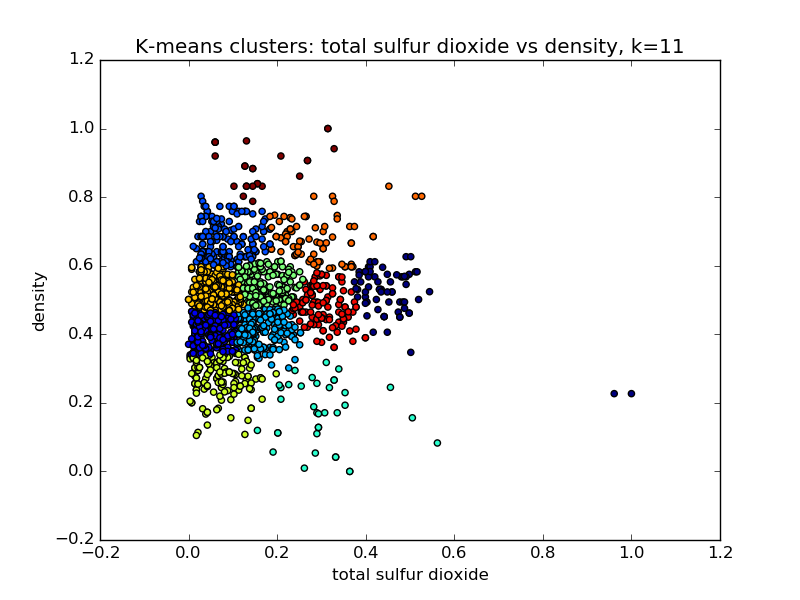 K-means clusters: total sulfur dioxide vs density, k=11
1.2
1.0
0.8
0.6
0.4
0.2
0.0
−0.2
density
−0.2 0.0 0.2 0.4 0.6 0.8 1.0 1.2
total sulfur dioxide